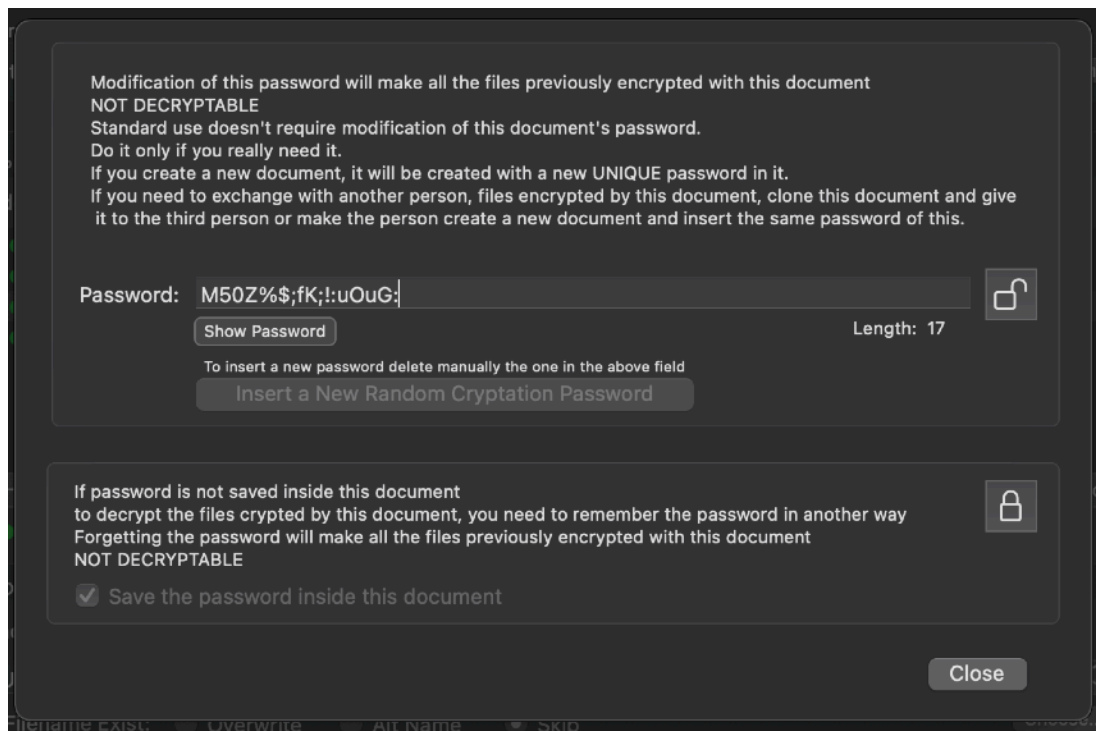 Modification of this password will make all the files previously encrypted with this document
NOT DECRYPTABLE
Standard use doesn't require modification of this document's password.
Do it only if you really need it.
If you create a new document, it will be created with a new UNIQUE password in it.
If you need to exchange with another person, files encrypted by this document, clone this document and give
it to the third person or make the person create a new document and insert the same password of this.
Password: M50Z%$;fK;!:uOuG:
Show Password
Length: 17
To insert a new password delete manually the one in the above field
Insert a New Random Cryptation Password
If password is not saved inside this document
to decrypt the files crypted by this document, you need to remember the password in another way
Forgetting the password will make all the files previously encrypted with this document
NOT DECRYPTABLE
Save the password inside this document
Close
Filename Exist: Overwrite Alt Name Skip